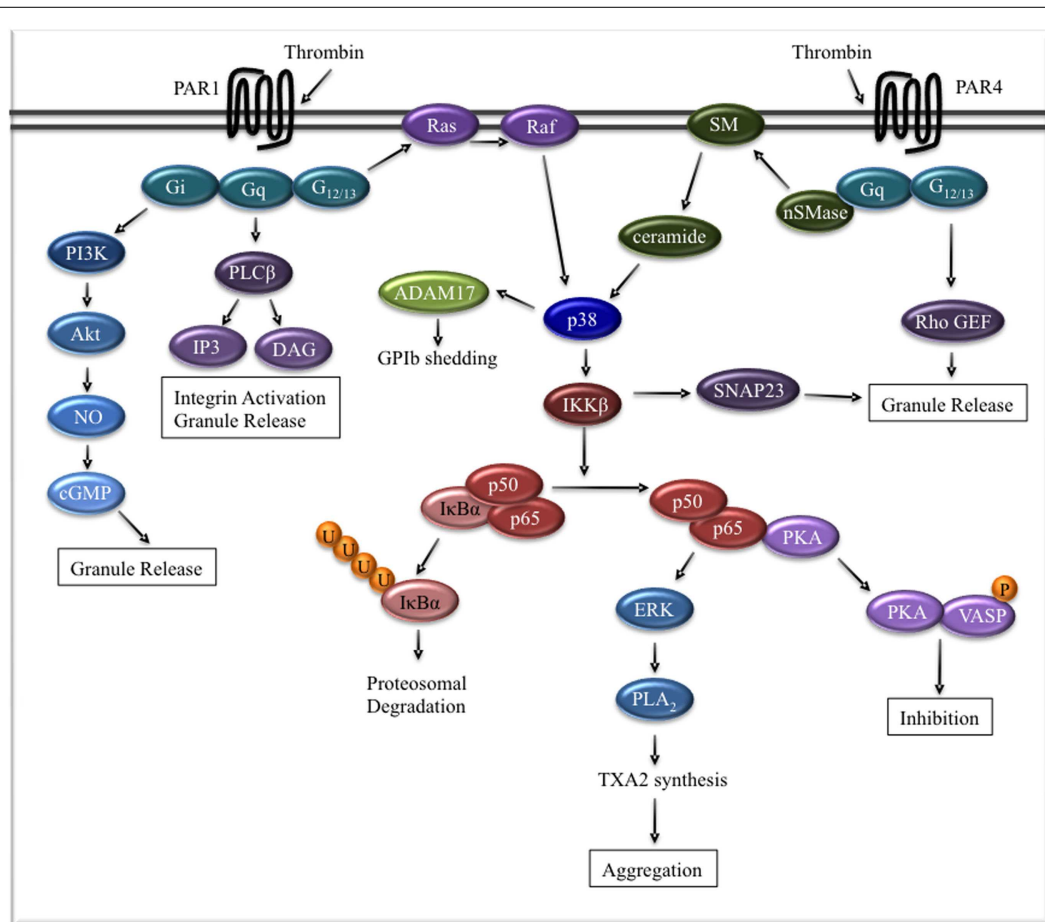 Thrombin
Thrombin
PAR1
PAR4
Ras
Raf
SM
Gi
Gq
G12/13
nSMase
Gq
G12/13
PI3K
PLCβ
ceramide
ADAM17
p38
Rho GEF
Akt
IP3
DAG
GPIb shedding
Integrin Activation
Granule Release
IKKβ
SNAP23
Granule Release
NO
cGMP
Granule Release
p50
IκBα
p65
p50
p65
PKA
U
U
U
U
IκBα
ERK
P
PKA
VASP
Proteosomal
Degradation
PLA2
Inhibition
TXA2 synthesis
Aggregation